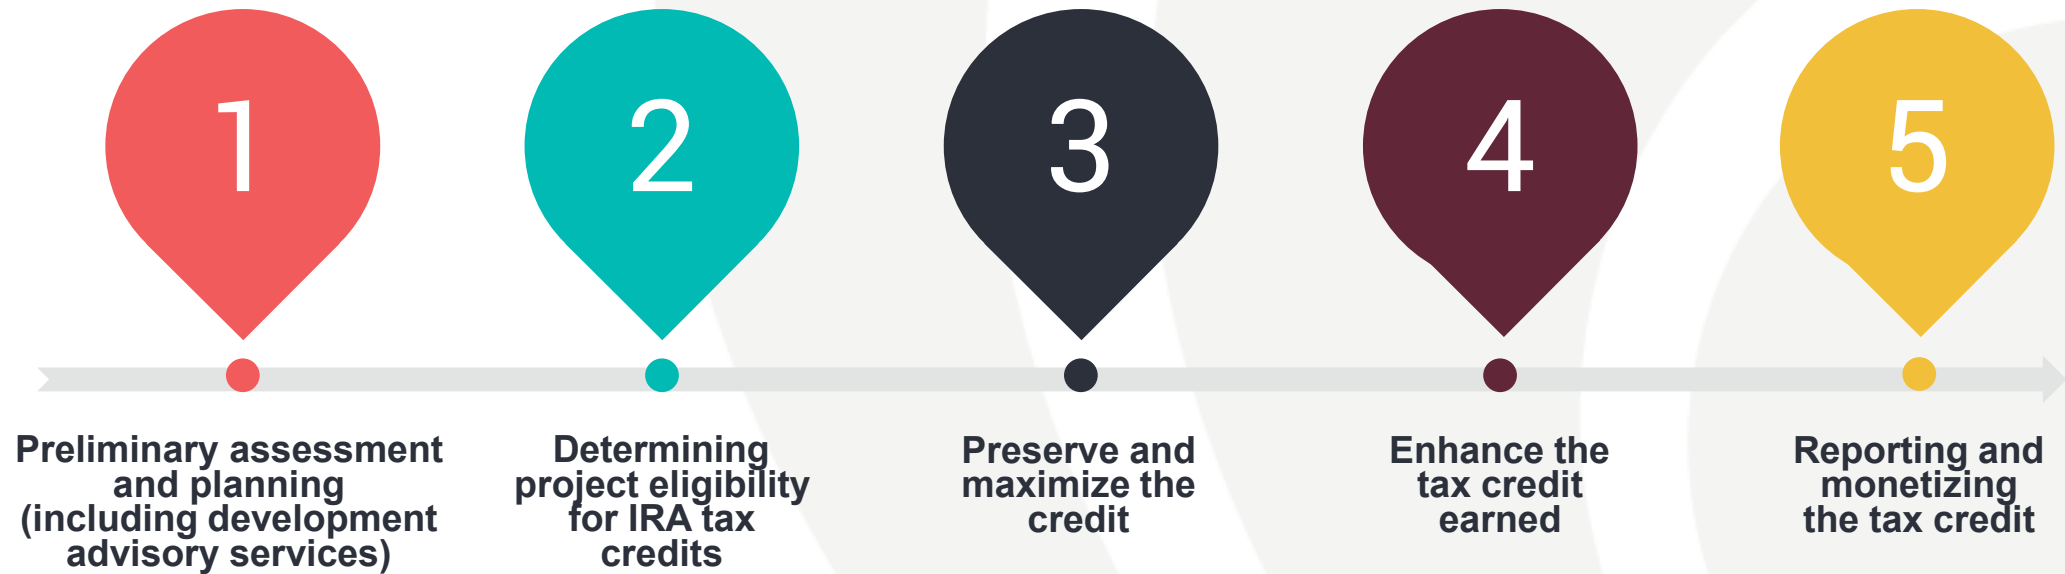 1
2
3
4
5
Preliminary assessment
and planning
(including development
advisory services)
Determining
project eligibility
for IRA tax
credits
Preserve and
maximize the
credit
Enhance the
tax credit
earned
Reporting and
monetizing
the tax credit